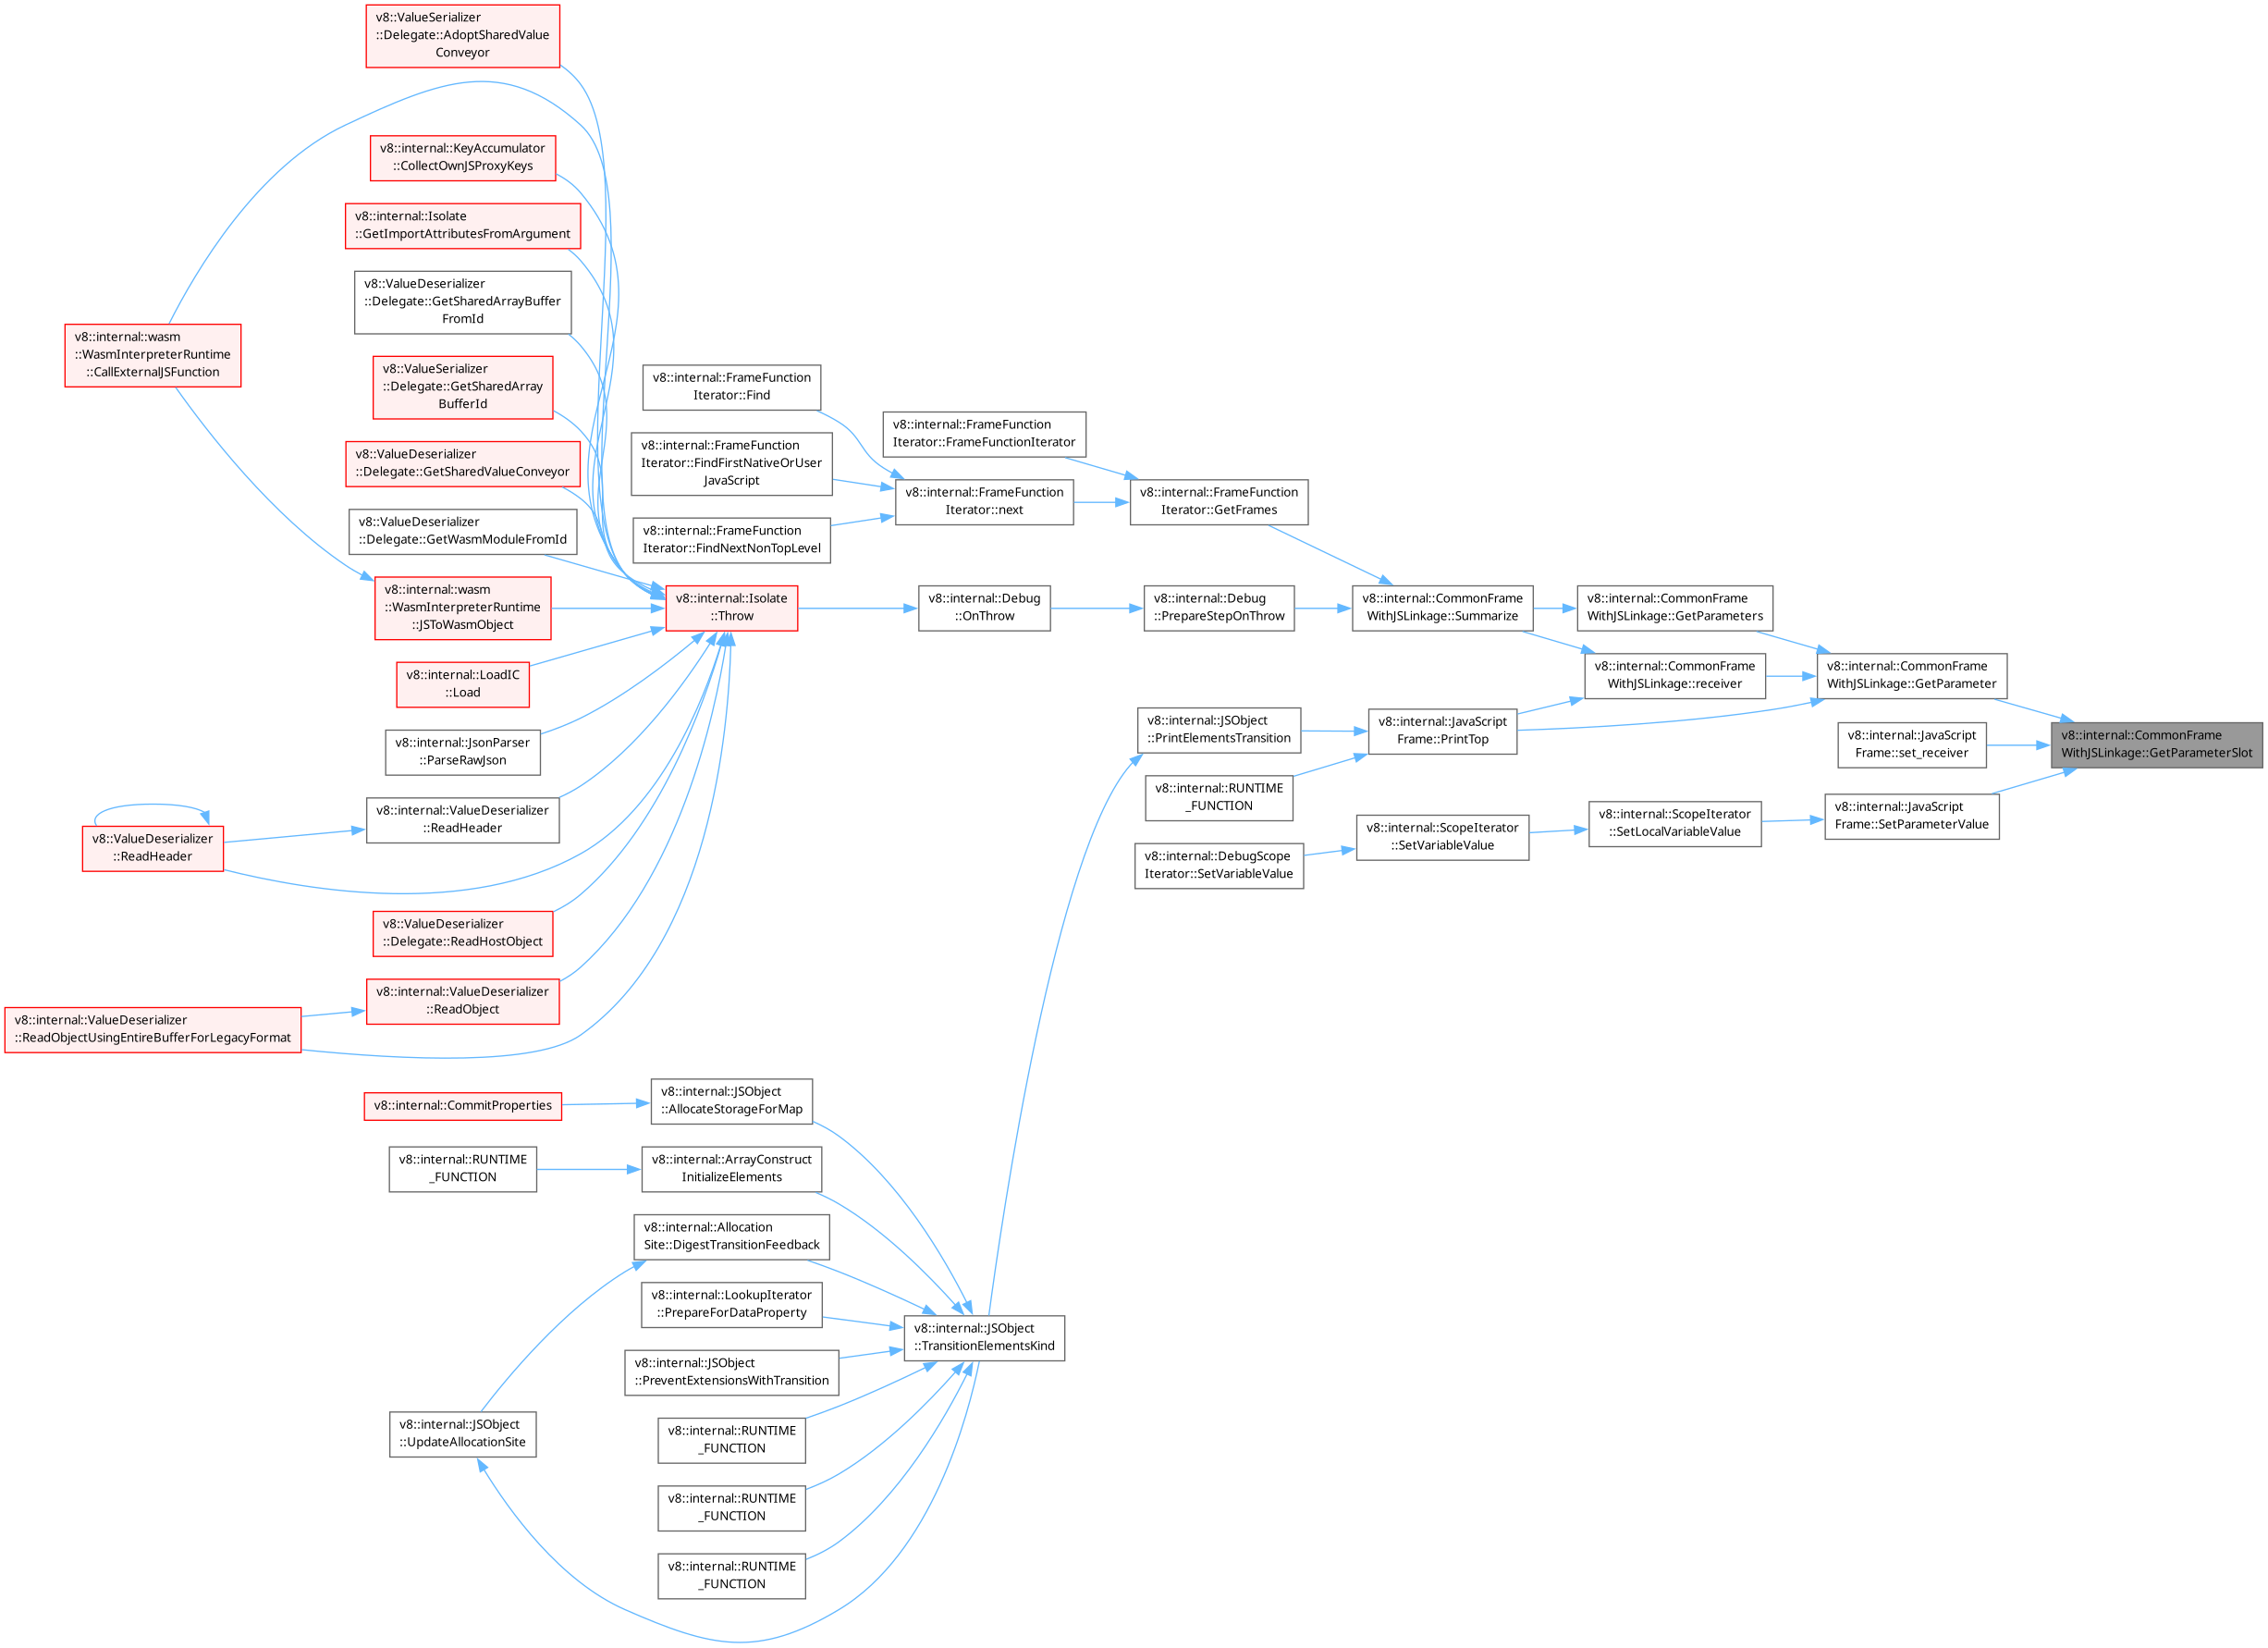 v8::ValueSerializer
::Delegate::AdoptSharedValue
Conveyor
v8::internal::KeyAccumulator
::CollectOwnJSProxyKeys
v8::internal::Isolate
::GetImportAttributesFromArgument
v8::ValueDeserializer
::Delegate::GetSharedArrayBuffer
FromId
v8::internal::wasm
::WasmInterpreterRuntime
::CallExternalJSFunction
v8::ValueSerializer
::Delegate::GetSharedArray
BufferId
v8::ValueDeserializer
::Delegate::GetSharedValueConveyor
v8::ValueDeserializer
::Delegate::GetWasmModuleFromId
v8::internal::wasm
::WasmInterpreterRuntime
::JSToWasmObject
v8::internal::LoadIC
::Load
v8::internal::JsonParser
::ParseRawJson
v8::internal::ValueDeserializer
::ReadHeader
v8::ValueDeserializer
::ReadHeader
v8::ValueDeserializer
::Delegate::ReadHostObject
v8::internal::ValueDeserializer
::ReadObject
v8::internal::ValueDeserializer
::ReadObjectUsingEntireBufferForLegacyFormat
v8::internal::Isolate
::Throw
v8::internal::FrameFunction
Iterator::Find
v8::internal::FrameFunction
Iterator::FindFirstNativeOrUser
JavaScript
v8::internal::FrameFunction
Iterator::FindNextNonTopLevel
v8::internal::FrameFunction
Iterator::FrameFunctionIterator
v8::internal::FrameFunction
Iterator::next
v8::internal::FrameFunction
Iterator::GetFrames
v8::internal::Debug
::OnThrow
v8::internal::Debug
::PrepareStepOnThrow
v8::internal::CommonFrame
WithJSLinkage::Summarize
v8::internal::CommonFrame
WithJSLinkage::GetParameters
v8::internal::CommonFrame
WithJSLinkage::receiver
v8::internal::CommonFrame
WithJSLinkage::GetParameter
v8::internal::JSObject
::PrintElementsTransition
v8::internal::JavaScript
Frame::PrintTop
v8::internal::JavaScript
Frame::set_receiver
v8::internal::CommonFrame
WithJSLinkage::GetParameterSlot
v8::internal::RUNTIME
_FUNCTION
v8::internal::DebugScope
Iterator::SetVariableValue
v8::internal::ScopeIterator
::SetVariableValue
v8::internal::ScopeIterator
::SetLocalVariableValue
v8::internal::JavaScript
Frame::SetParameterValue
v8::internal::CommitProperties
v8::internal::JSObject
::AllocateStorageForMap
v8::internal::RUNTIME
_FUNCTION
v8::internal::ArrayConstruct
InitializeElements
v8::internal::Allocation
Site::DigestTransitionFeedback
v8::internal::LookupIterator
::PrepareForDataProperty
v8::internal::JSObject
::TransitionElementsKind
v8::internal::JSObject
::PreventExtensionsWithTransition
v8::internal::JSObject
::UpdateAllocationSite
v8::internal::RUNTIME
_FUNCTION
v8::internal::RUNTIME
_FUNCTION
v8::internal::RUNTIME
_FUNCTION